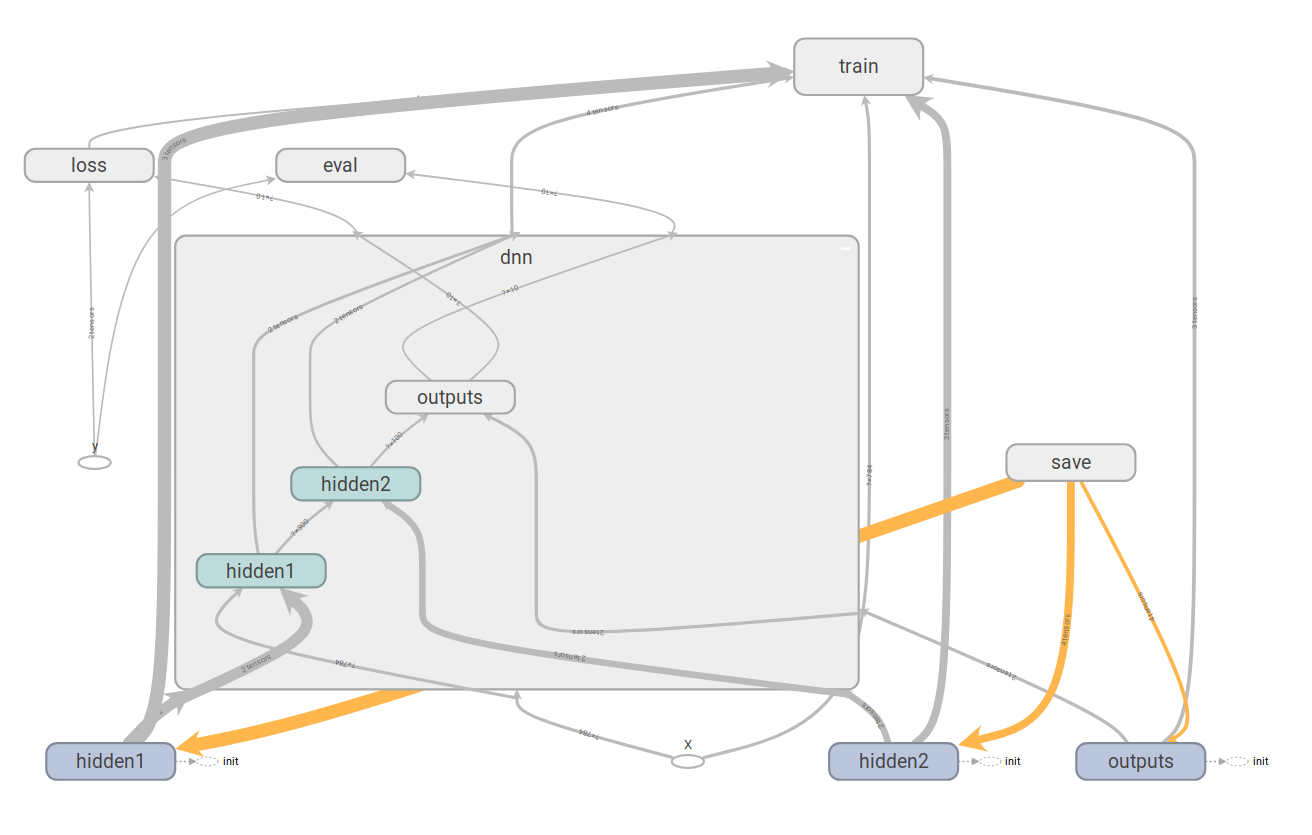 train
4 tensors
3 tensors
loss
eval
?×10
?×10
dnn
?×10
?×10
2 tensors
2 tensors
2 tensors
3 tensors
outputs
?×100
3 tensors
y
save
hidden2
?×784
?×300
hidden1
4 tensors
4 tensors
2 tensors
2 tensors
2 tensors
?×784
2 tensors
2 tensors
?×784
X
hidden1
init
hidden2
init
outputs
init